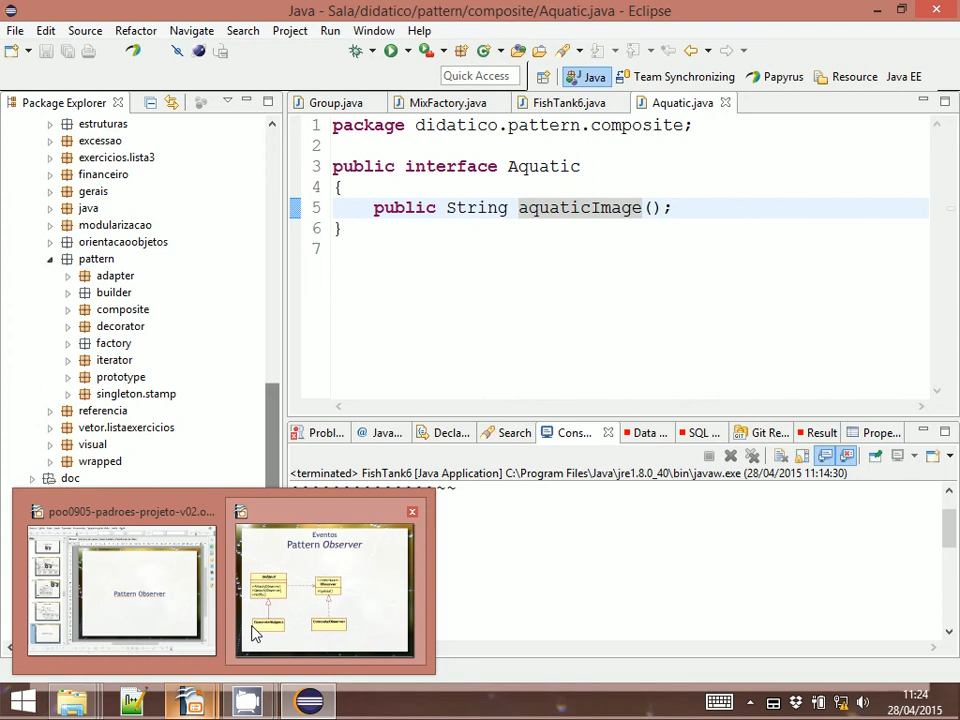 Java - Sala/didatico/pattern/composite/Aquatic.java - Eclipse
File Edit Source Refactor Navigate Search Project Run Window Help
Quick Access Java Team Synchronizing Papyrus Resource Java EE
Package Explorer
Group.java MixFactory.java FishTank6.java Aquatic.java
estruturas
excessao
exercicios.lista3
financeiro
gerais
java
modularizacao
orientacaoobjetos
pattern
adapter
builder
composite
decorator
factory
iterator
prototype
singleton.stamp
referencia
vetor.listaexercicios
visual
wrapped
doc
1 package didatico.pattern.composite;
2
3 public interface Aquatic
4 {
5 public String aquaticImage();
6 }
7
Probl... Java... Decla... Search Cons... Data ... SQL ... Git Re... Result Prope...
<terminated> FishTank6 [Java Application] C:\Program Files\Java\jre1.8.0_40\bin\javaw.exe (28/04/2015 11:14:30)
poo0905-padroes-projeto-v02.o...
Pattern Observer
Eventos
Pattern Observer
Subject
Observer
ConcreteSubject
ConcreteObserver
11:24
28/04/2015